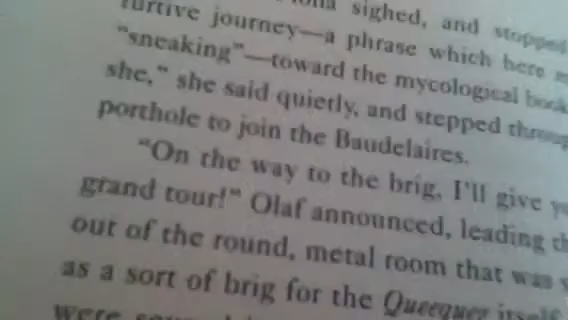 sighed, and stopped
furtive journey—a phrase which here
"sneaking"—toward the mycological
she," she said quietly, and stepped
porthole to join the Baudelaires.
"On the way to the brig, I'll give
grand tour!" Olaf announced, leading
out of the round, metal room that was
as a sort of brig for the Queequeg itself
were